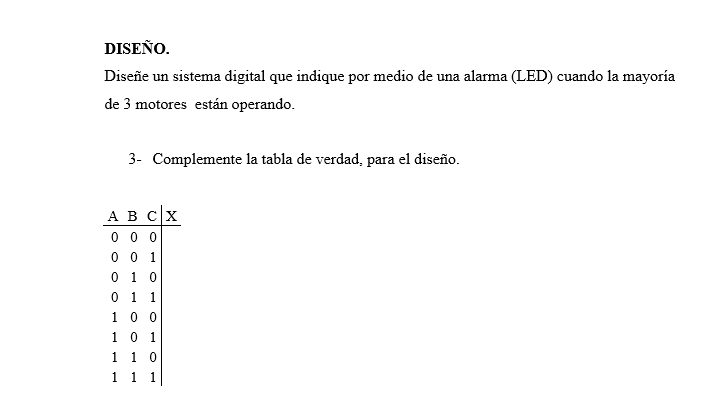 DISEÑO.
Diseñe un sistema digital que indique por medio de una alarma (LED) cuando la mayoría
de 3 motores están operando.
3- Complemente la tabla de verdad, para el diseño.
A B C X
0 0 0
0 0 1
0 1 0
0 1 1
1 0 0
1 0 1
1 1 0
1 1 1